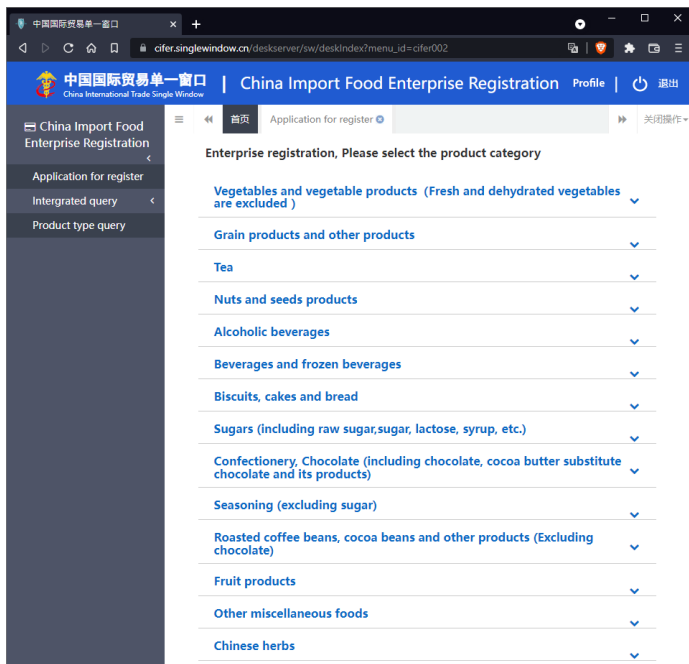 中国国际贸易单一窗口
cifer.singlewindow.cn/deskserver/sw/deskIndex?menu_id=cifer002
中国国际贸易单一窗口 | China Import Food Enterprise Registration Profile | 退出
China International Trade Single Window
首页 Application for register 关闭操作
China Import Food
Enterprise Registration
Application for register
Intergrated query
Product type query
Enterprise registration, Please select the product category
Vegetables and vegetable products（Fresh and dehydrated vegetables
are excluded ）
Grain products and other products
Tea
Nuts and seeds products
Alcoholic beverages
Beverages and frozen beverages
Biscuits, cakes and bread
Sugars (including raw sugar,sugar, lactose, syrup, etc.)
Confectionery, Chocolate (including chocolate, cocoa butter substitute
chocolate and its products)
Seasoning (excluding sugar)
Roasted coffee beans, cocoa beans and other products (Excluding
chocolate)
Fruit products
Other miscellaneous foods
Chinese herbs